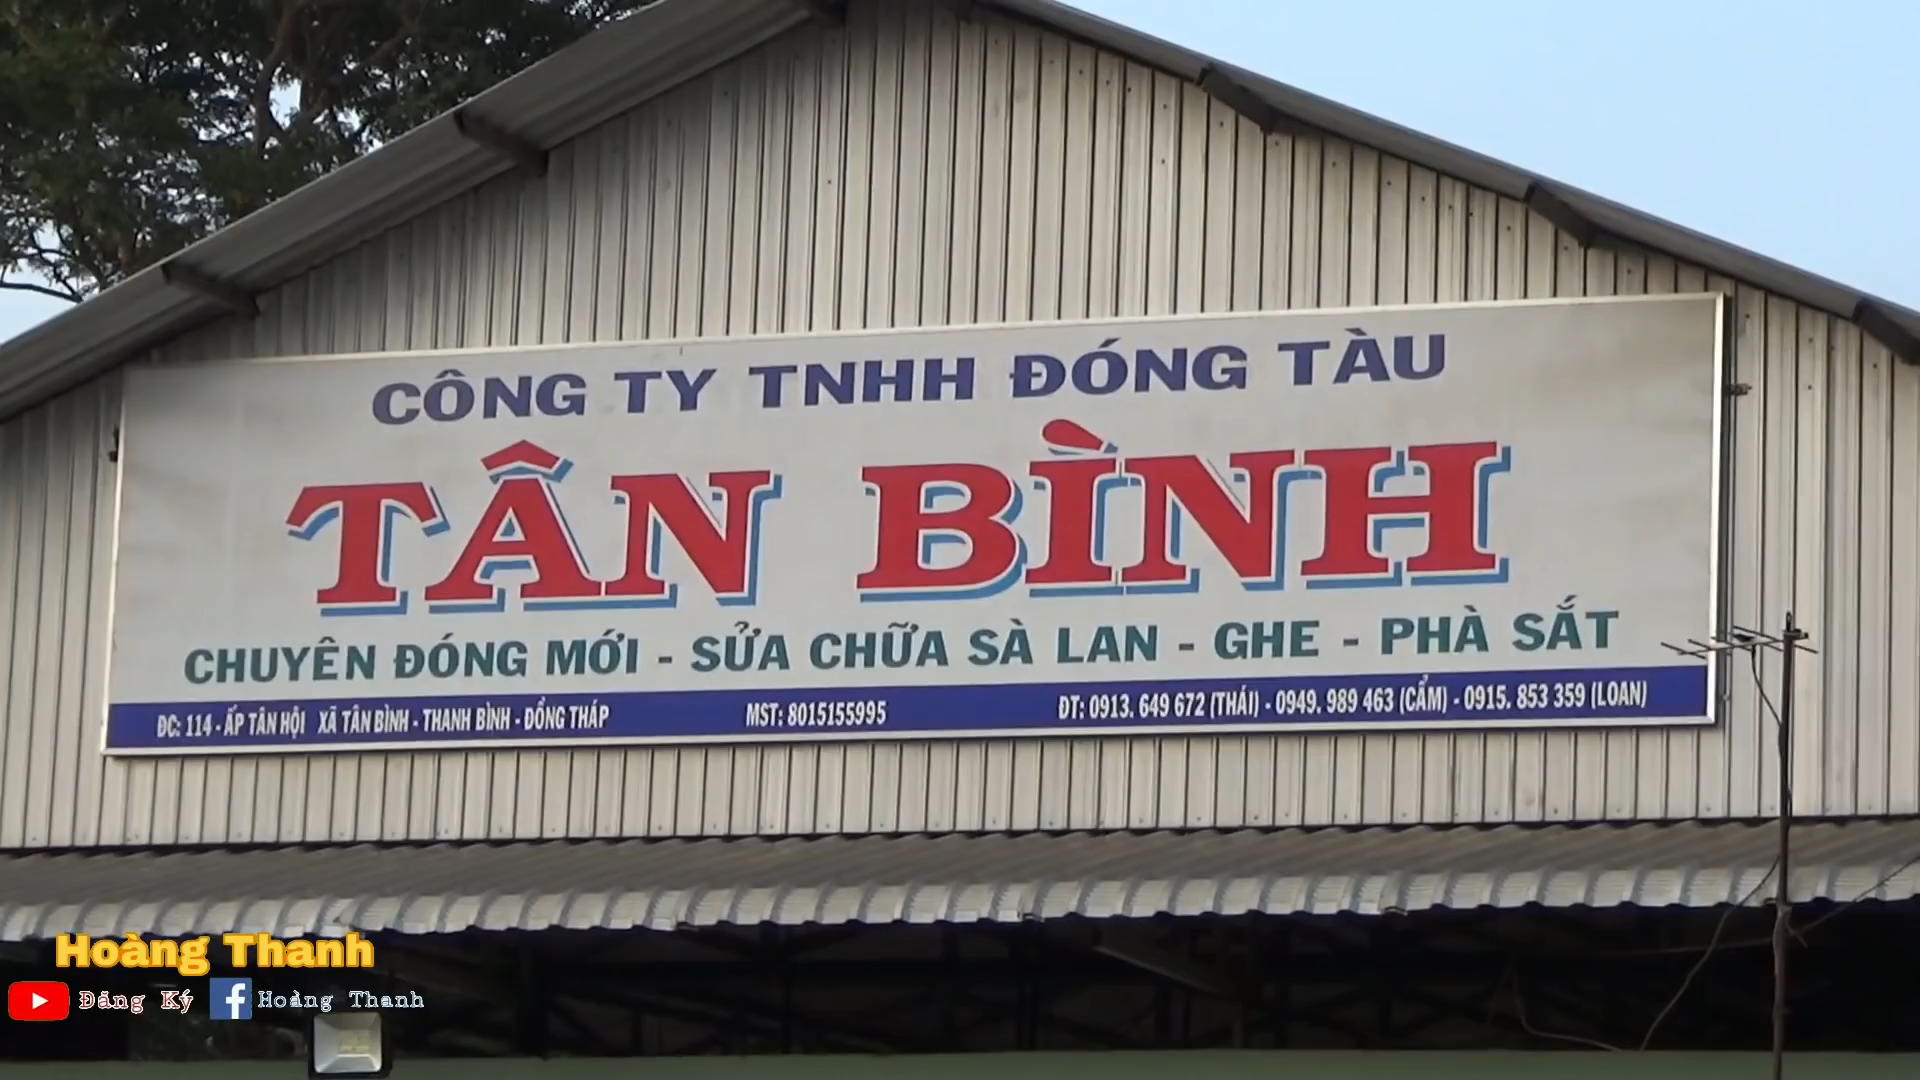 CÔNG TY TNHH ĐÓNG TÀU
TÂN BÌNH
CHUYÊN ĐÓNG MỚI - SỬA CHỮA SÀ LAN - GHE - PHÀ SẮT
ĐC: 114 - ẤP TÂN HỘI XÃ TÂN BÌNH - THANH BÌNH - ĐỒNG THÁP MST: 8015155995 ĐT: 0913. 649 672 (THÁI) - 0949. 989 463 (CẨM) - 0915. 853 359 (LOAN)
Hoàng Thanh
Đăng Ký Hoàng Thanh